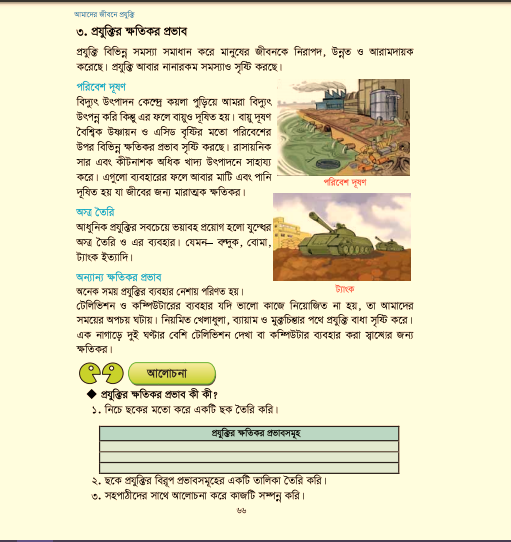 আমাদের জীবনে প্রযুক্তি
৩. প্রযুক্তির ক্ষতিকর প্রভাব
প্রযুক্তি বিভিন্ন সমস্যা সমাধান করে মানুষের জীবনকে নিরাপদ, উন্নত ও আরামদায়ক
করেছে। প্রযুক্তি আবার নানারকম সমস্যাও সৃষ্টি করছে।
পরিবেশ দূষণ
বিদ্যুৎ উৎপাদন কেন্দ্রে কয়লা পুড়িয়ে আমরা বিদ্যুৎ
উৎপন্ন করি কিন্তু এর ফলে বায়ুও দূষিত হয়। বায়ু দূষণ
বৈশ্বিক উষ্ণায়ন ও এসিড বৃষ্টির মতো পরিবেশের
উপর বিভিন্ন ক্ষতিকর প্রভাব সৃষ্টি করছে। রাসায়নিক
সার এবং কীটনাশক অধিক খাদ্য উৎপাদনে সাহায্য
করে। এগুলো ব্যবহারের ফলে আবার মাটি এবং পানি
দূষিত হয় যা জীবের জন্য মারাত্মক ক্ষতিকর।
পরিবেশ দূষণ
অস্ত্র তৈরি
আধুনিক প্রযুক্তির সবচেয়ে ভয়াবহ প্রয়োগ হলো যুদ্ধের
অস্ত্র তৈরি ও এর ব্যবহার। যেমন– বন্দুক, বোমা,
ট্যাংক ইত্যাদি।
ট্যাংক
অন্যান্য ক্ষতিকর প্রভাব
অনেক সময় প্রযুক্তির ব্যবহার নেশায় পরিণত হয়।
টেলিভিশন ও কম্পিউটারের ব্যবহার যদি ভালো কাজে নিয়োজিত না হয়, তা আমাদের
সময়ের অপচয় ঘটায়। নিয়মিত খেলাধুলা, ব্যায়াম ও মুক্তচিন্তার পথে প্রযুক্তি বাধা সৃষ্টি করে।
এক নাগাড়ে দুই ঘণ্টার বেশি টেলিভিশন দেখা বা কম্পিউটার ব্যবহার করা স্বাস্থ্যের জন্য
ক্ষতিকর।
আলোচনা
◆ প্রযুক্তির ক্ষতিকর প্রভাব কী কী?
১. নিচে ছকের মতো করে একটি ছক তৈরি করি।
প্রযুক্তির ক্ষতিকর প্রভাবসমূহ
২. ছকে প্রযুক্তির বিরূপ প্রভাবসমূহের একটি তালিকা তৈরি করি।
৩. সহপাঠীদের সাথে আলোচনা করে কাজটি সম্পন্ন করি।
৬৬